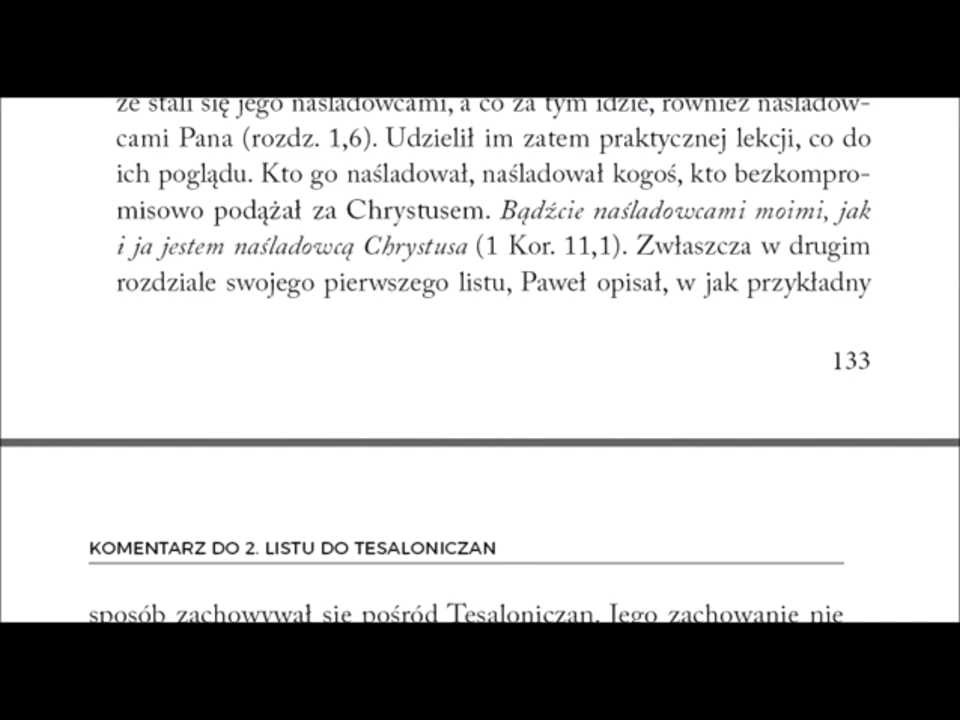 że stali się jego naśladowcami, a co za tym idzie, również naśladow-
cami Pana (rozdz. 1,6). Udzielił im zatem praktycznej lekcji, co do
ich poglądu. Kto go naśladował, naśladował kogoś, kto bezkompro-
misowo podążał za Chrystusem. Bądźcie naśladowcami moimi, jak
i ja jestem naśladowcą Chrystusa (1 Kor. 11,1). Zwłaszcza w drugim
rozdziale swojego pierwszego listu, Paweł opisał, w jak przykładny
133
KOMENTARZ DO 2. LISTU DO TESALONICZAN
sposób zachowywał się pośród Tesaloniczan. Jego zachowanie nie